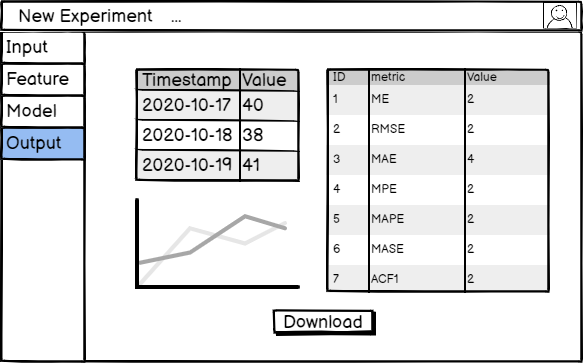 New Experiment ...
Input
Feature
Model
Output
Timestamp Value
2020-10-17 40
2020-10-18 38
2020-10-19 41
ID metric Value
1 ME 2
2 RMSE 2
3 MAE 4
4 MPE 2
5 MAPE 2
6 MASE 2
7 ACF1 2
Download